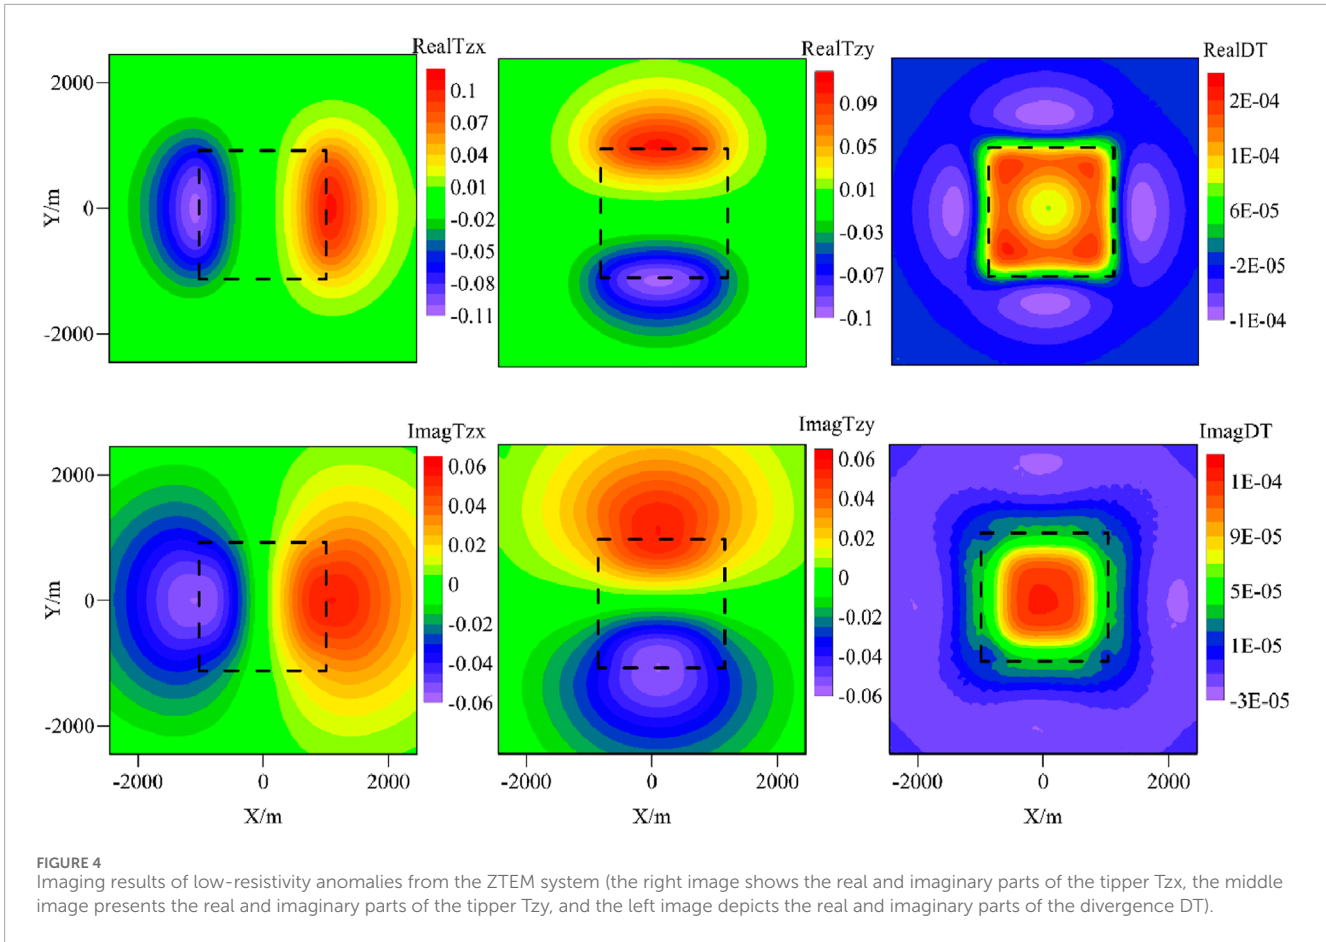 RealTzx
RealTzy
RealDT
2000
0
-2000
Y/m
0.1
0.07
0.04
0.01
-0.02
-0.05
-0.08
-0.11
0.09
0.05
0.01
-0.03
-0.07
-0.1
2E-04
1E-04
6E-05
-2E-05
-1E-04
ImagTzx
ImagTzy
ImagDT
2000
0
-2000
Y/m
0.06
0.04
0.02
0
-0.02
-0.04
-0.06
0.06
0.04
0.02
0
-0.02
-0.04
-0.06
1E-04
9E-05
5E-05
1E-05
-3E-05
-2000 0 2000
-2000 0 2000
-2000 0 2000
X/m
X/m
X/m
FIGURE 4
Imaging results of low-resistivity anomalies from the ZTEM system (the right image shows the real and imaginary parts of the tipper Tzx, the middle
image presents the real and imaginary parts of the tipper Tzy, and the left image depicts the real and imaginary parts of the divergence DT).